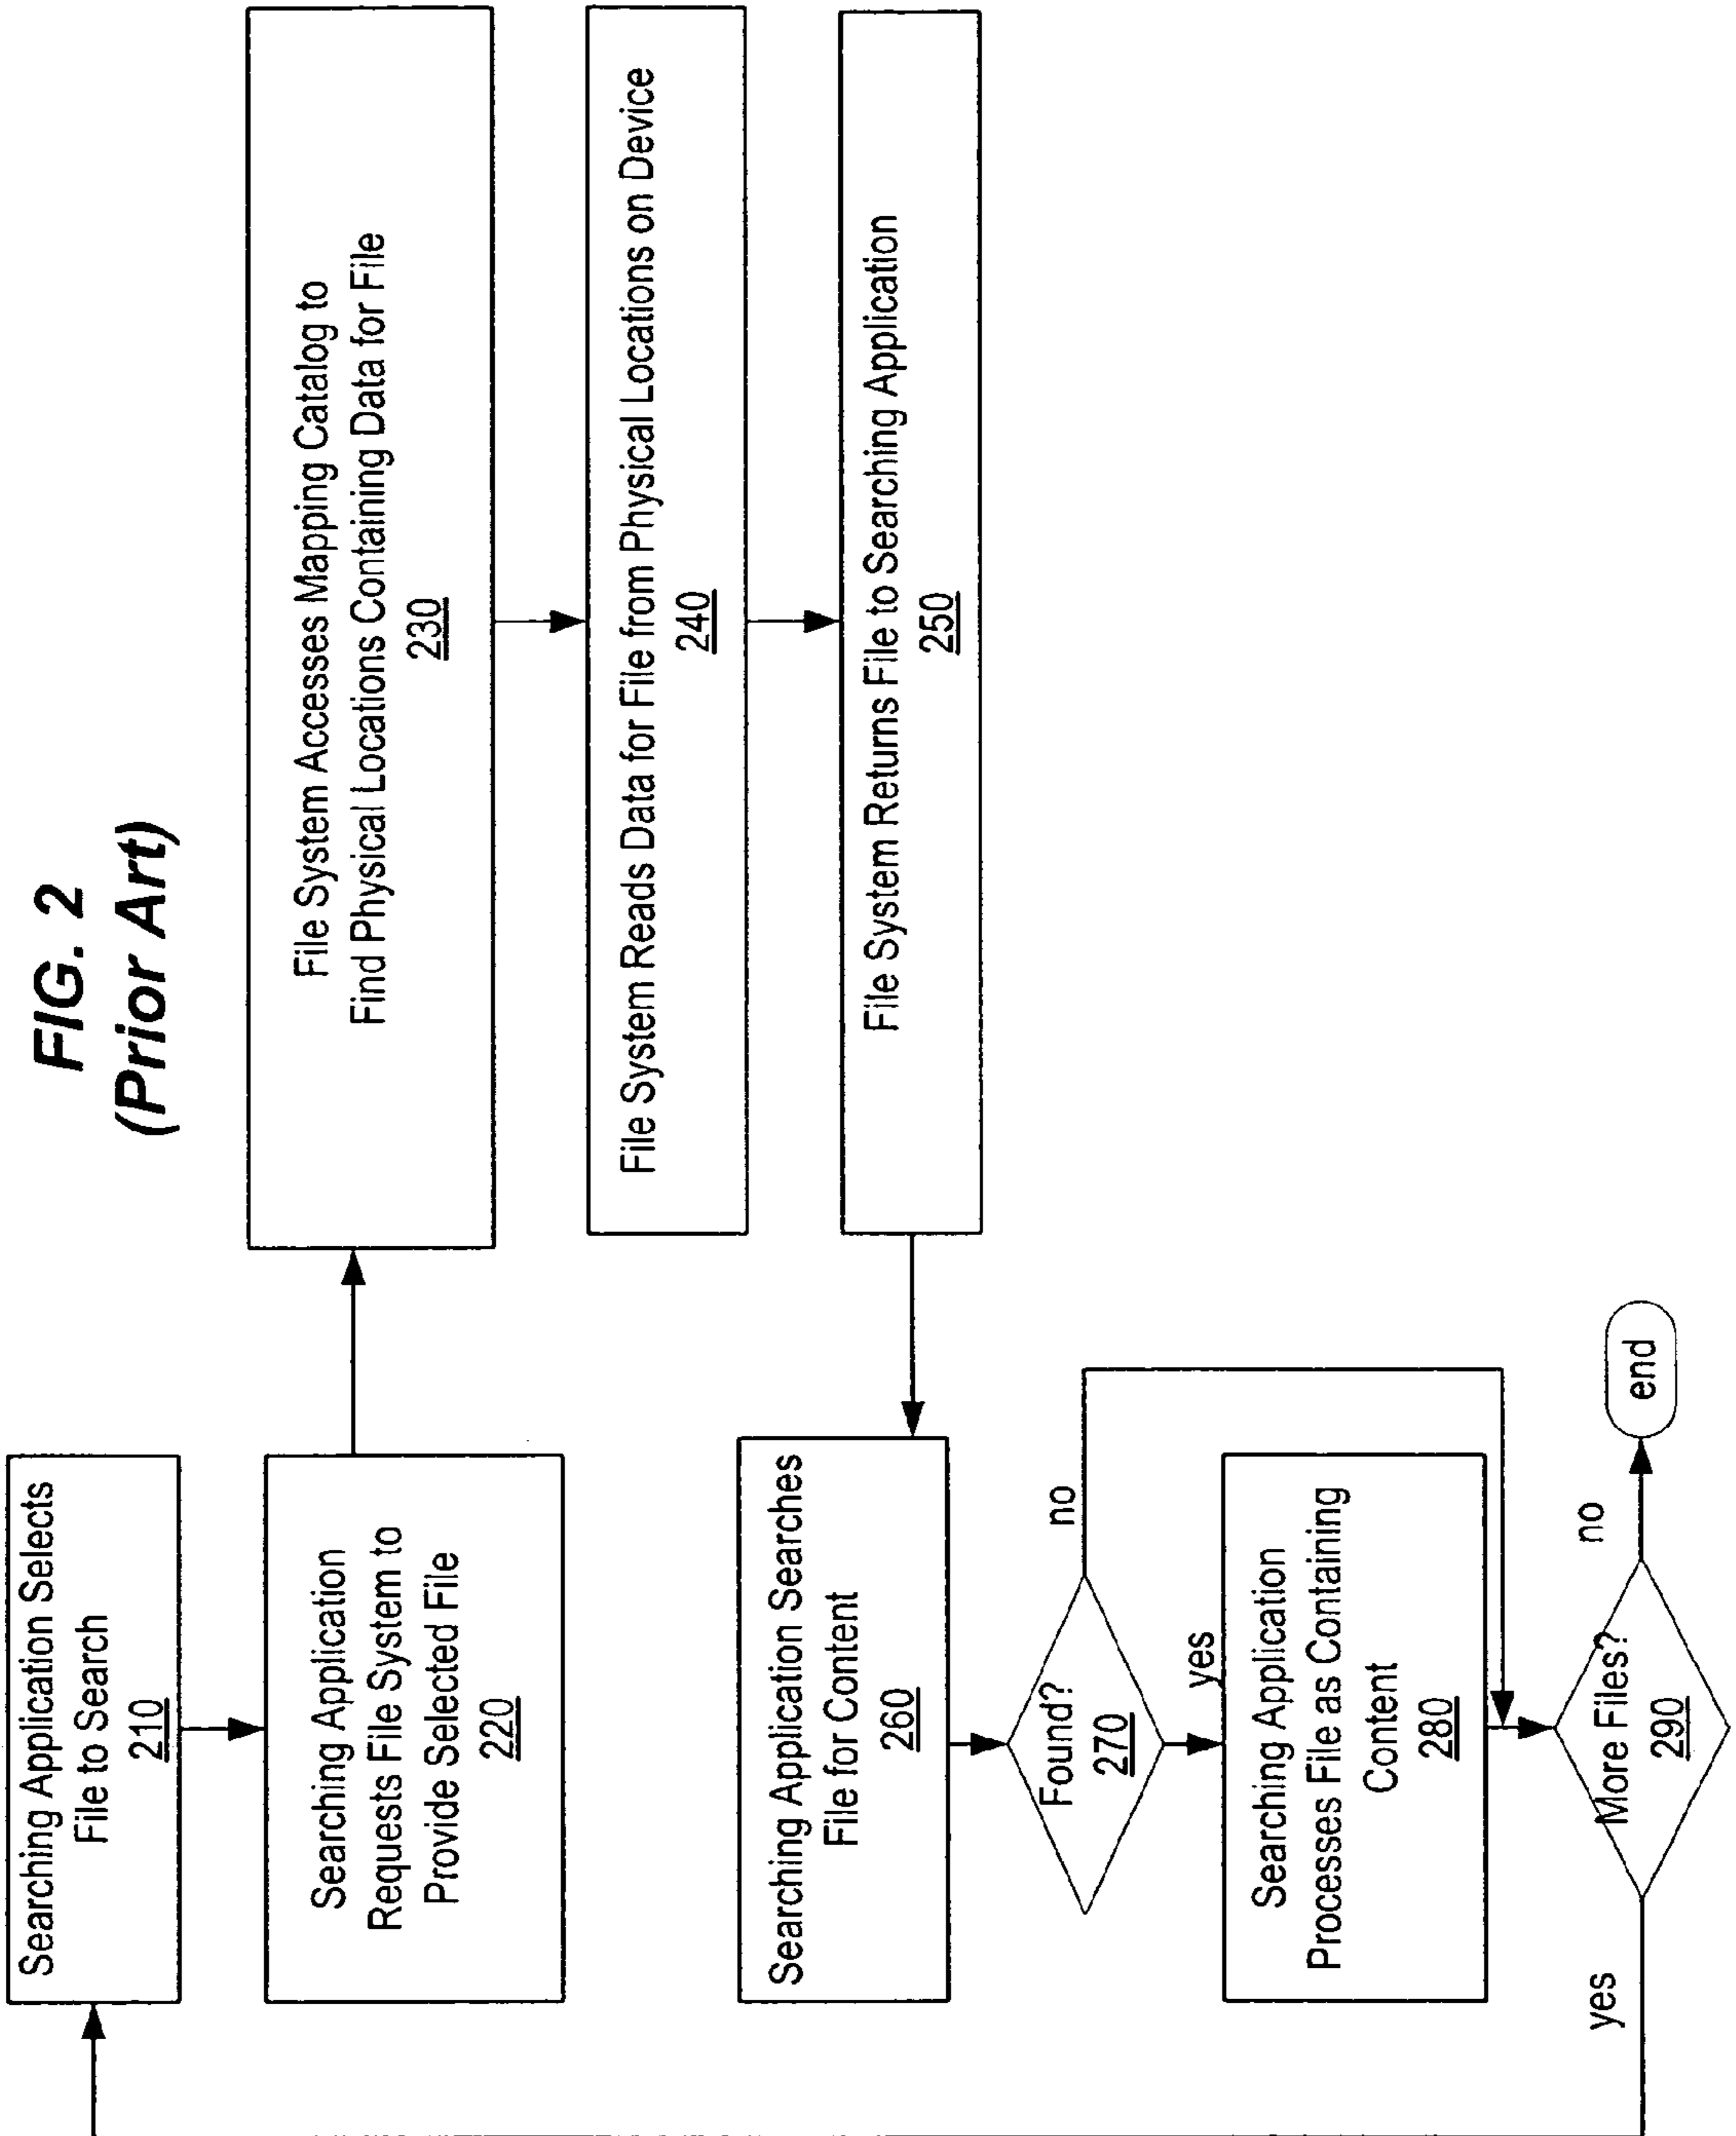 FIG. 2
(Prior Art)
Searching Application Selects
File to Search
210
Searching Application
Requests File System to
Provide Selected File
220
File System Accesses Mapping Catalog to
Find Physical Locations Containing Data for File
230
File System Reads Data for File from Physical Locations on Device
240
File System Returns File to Searching Application
250
Searching Application Searches
File for Content
260
Found?
270
no
yes
Searching Application
Processes File as Containing
Content
280
More Files?
290
no
end
yes